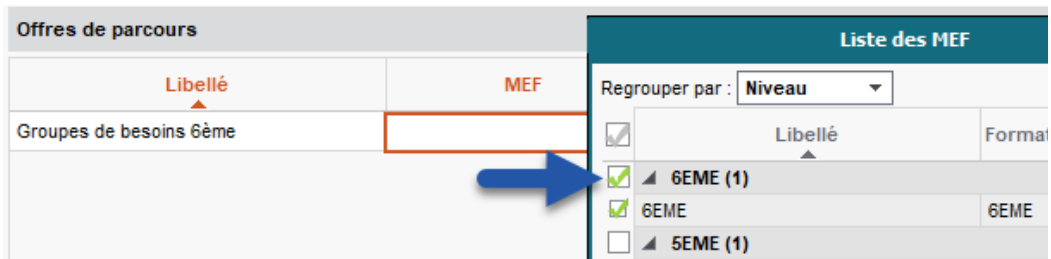 Offres de parcours
Libellé MEF
Groupes de besoins 6ème
Liste des MEF
Regrouper par : Niveau
Libellé Format
6EME (1)
6EME 6EME
5EME (1)